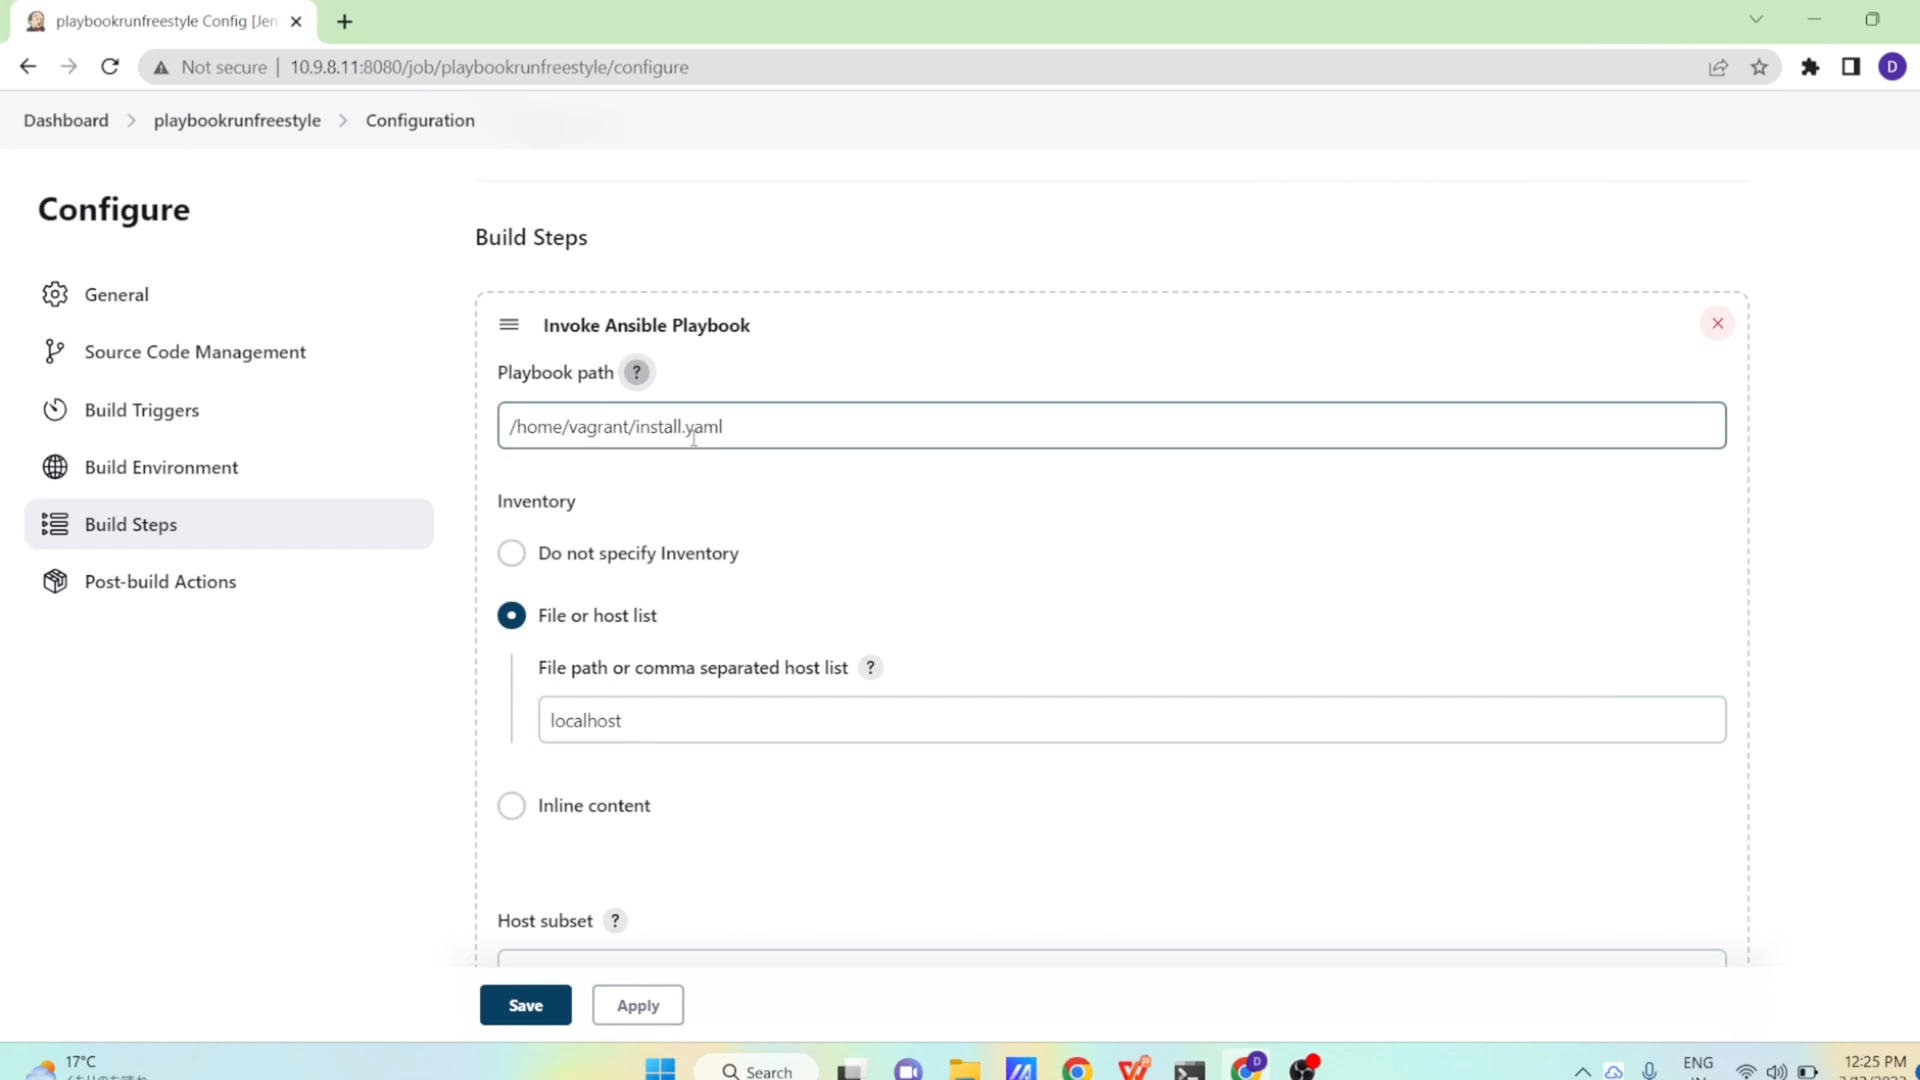 playbookrunfreestyle Config [Jen
Not secure | 10.9.8.11:8080/job/playbookrunfreestyle/configure
D
Dashboard > playbookrunfreestyle > Configuration
Configure
General
Source Code Management
Build Triggers
Build Environment
Build Steps
Post-build Actions
Build Steps
Invoke Ansible Playbook
Playbook path ?
/home/vagrant/install.yaml
Inventory
Do not specify Inventory
File or host list
File path or comma separated host list ?
localhost
Inline content
Host subset ?
Save
Apply
17°C
Search
D
ENG
12:25 PM